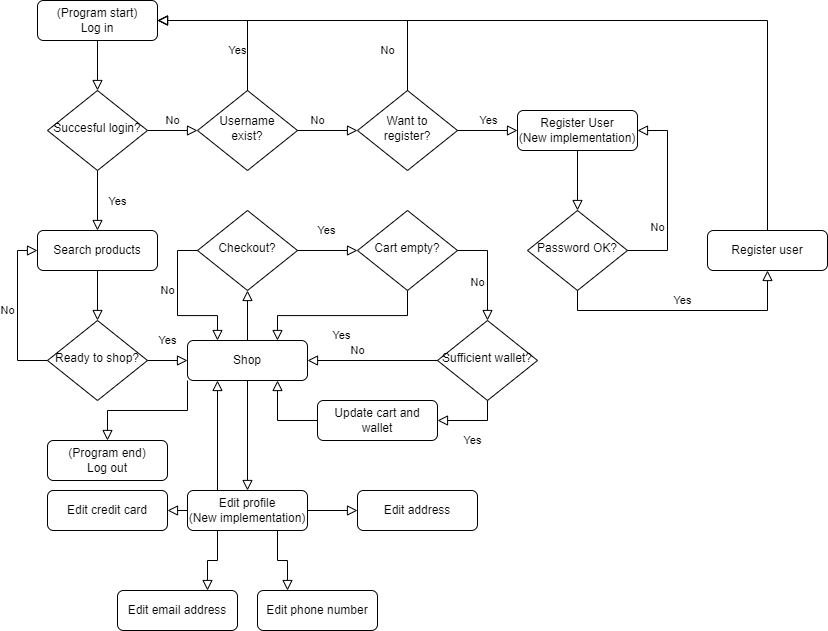 (Program start)
Log in
Yes
No
Succesful login?
No
Username
exist?
No
Want to
register?
Yes
Register User
(New implementation)
Yes
No
Search products
Checkout?
Yes
Cart empty?
Password OK?
Register user
No
No
No
Yes
Ready to shop?
Yes
Shop
Yes
No
Sufficient wallet?
Update cart and
wallet
Yes
(Program end)
Log out
Edit credit card
Edit profile
(New implementation)
Edit address
Edit email address
Edit phone number